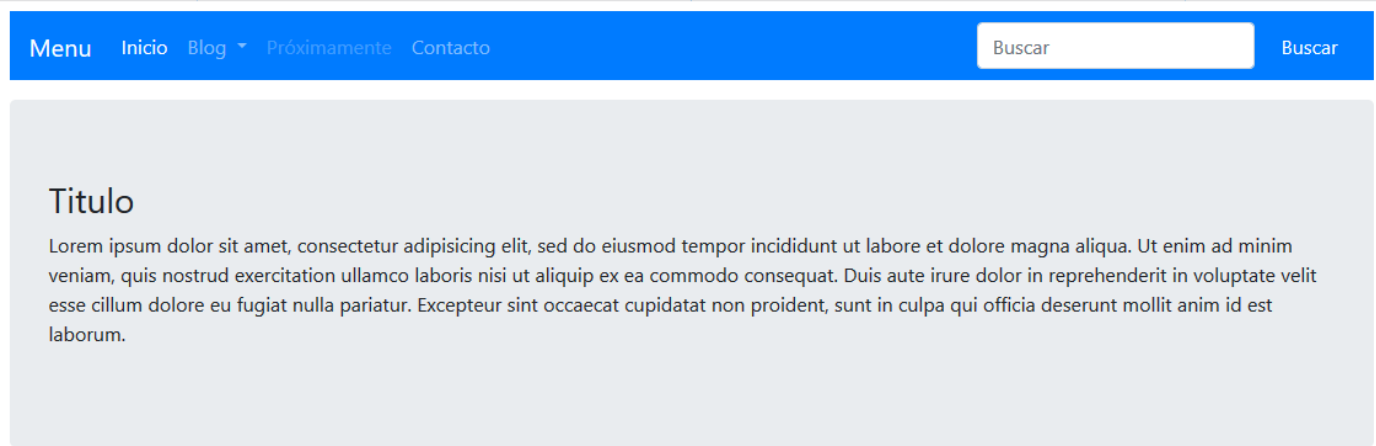 Menu Inicio Blog Próximamente Contacto Buscar Buscar
Titulo
Lorem ipsum dolor sit amet, consectetur adipisicing elit, sed do eiusmod tempor incididunt ut labore et dolore magna aliqua. Ut enim ad minim
veniam, quis nostrud exercitation ullamco laboris nisi ut aliquip ex ea commodo consequat. Duis aute irure dolor in reprehenderit in voluptate velit
esse cillum dolore eu fugiat nulla pariatur. Excepteur sint occaecat cupidatat non proident, sunt in culpa qui officia deserunt mollit anim id est
laborum.